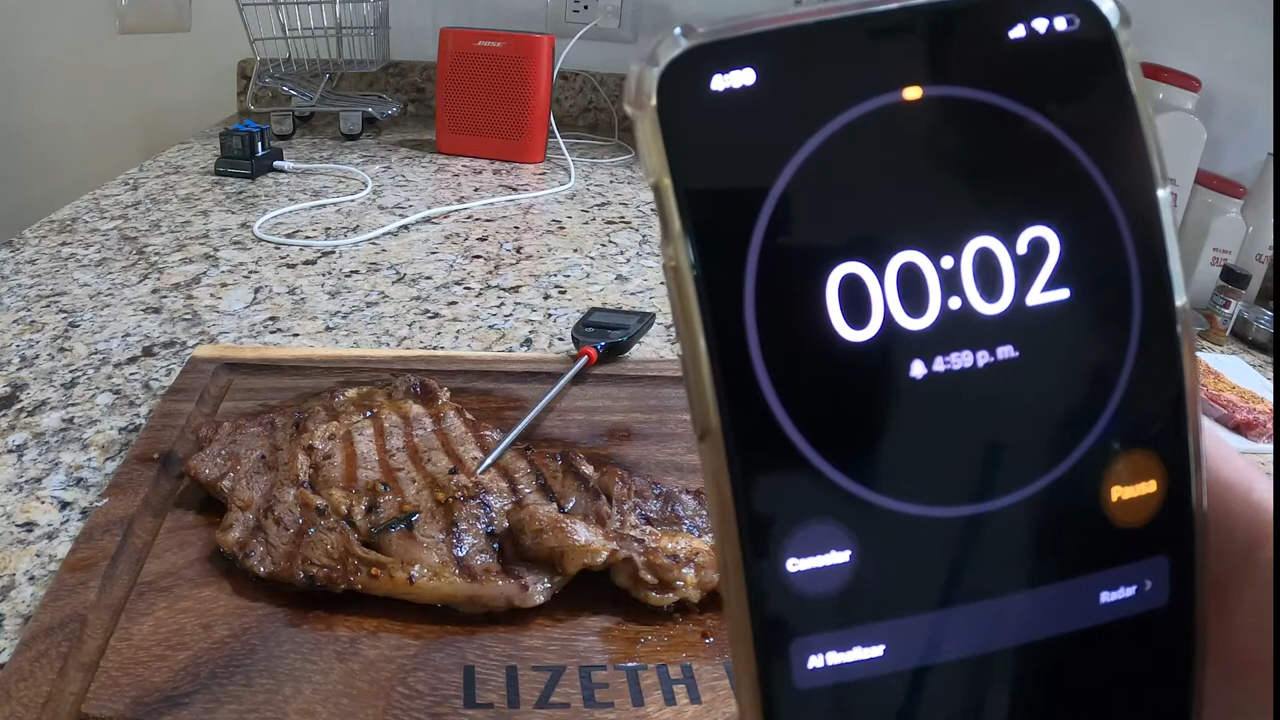 BOSE
4:59
00:02
4:59 p. m.
Pausa
Cancelar
Radar
Al finalizar
LIZETH